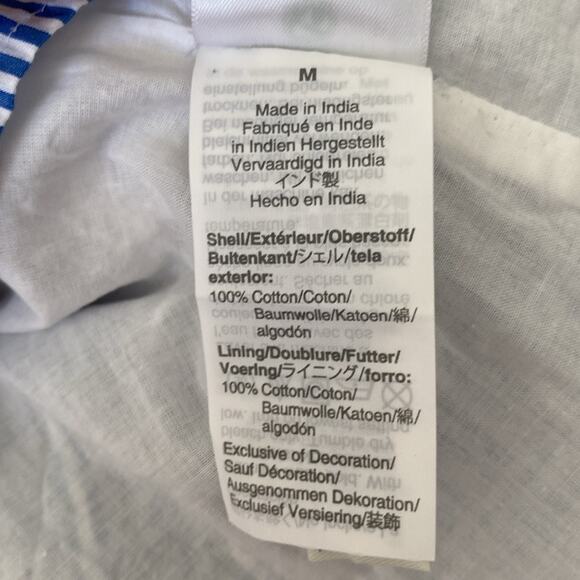 M
Made in India
Fabriqué en Inde
in Indien Hergestellt
Vervaardigd in India
インド製
Hecho en India
Shell/Extérleur/Oberstoff/
Bultenkant/シェル/tela
exterlor:
100% Cotton/Coton/
Baumwolle/Katoen/綿/
algodón
Lining/Doublure/Futter/
Voering/ライニング/forro:
100% Cotton/Coton/
Baumwolle/Katoen/綿/
algodón
Exclusive of Decoration/
Sauf Décoration/
Ausgenommen Dekoration/
Exclusief Versiering/装飾